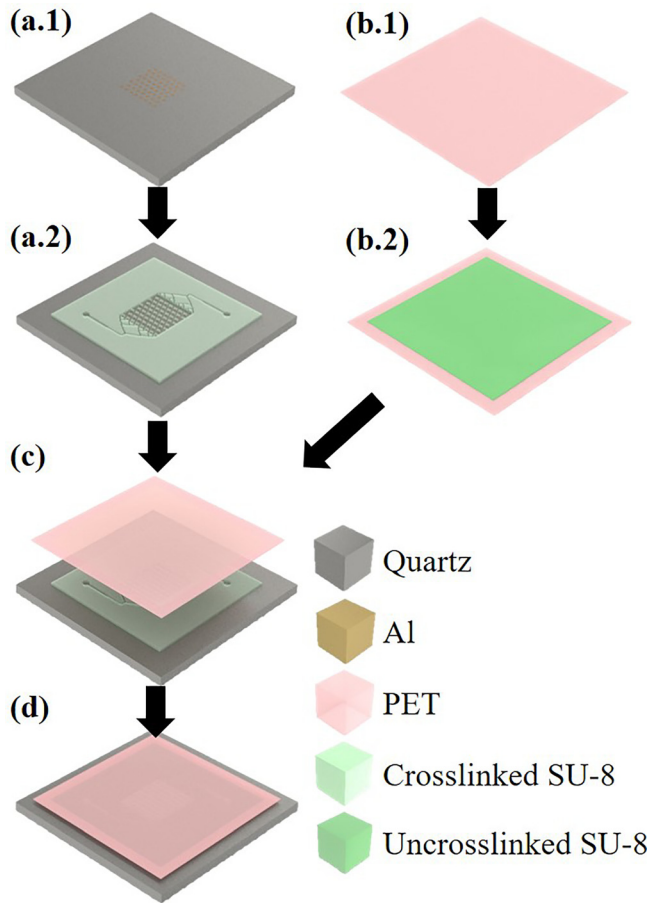 (a.1)
(b.1)
(a.2)
(b.2)
(c)
Quartz
Al
(d)
PET
Crosslinked SU-8
Uncrosslinked SU-8